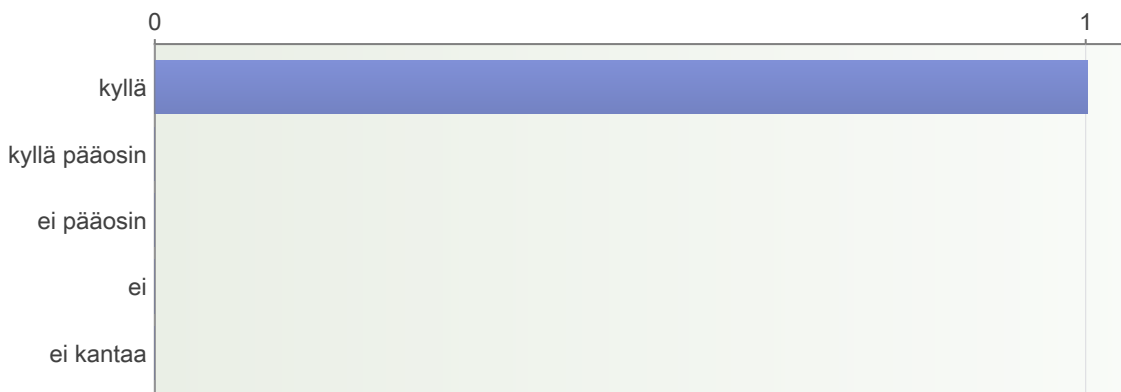 0 1
kyllä
kyllä pääosin
ei pääosin
ei
ei kantaa